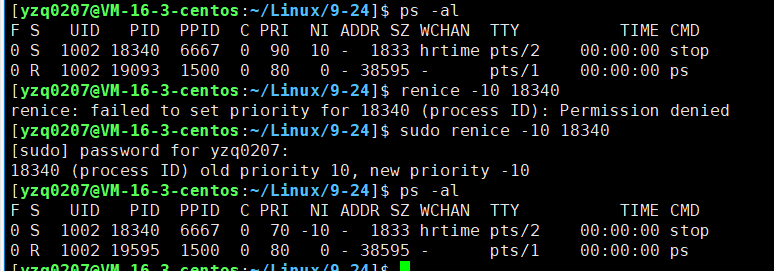 [yzq0207@VM-16-3-centos:~/Linux/9-24]$ ps -al
F S   UID   PID  PPID  C PRI  NI ADDR SZ WCHAN  TTY          TIME CMD
0 S  1002 18340  6667  0  90  10 -  1833 hrtime pts/2    00:00:00 stop
0 R  1002 19093  1500  0  80   0 - 38595 -      pts/1    00:00:00 ps
[yzq0207@VM-16-3-centos:~/Linux/9-24]$ renice -10 18340
renice: failed to set priority for 18340 (process ID): Permission denied
[yzq0207@VM-16-3-centos:~/Linux/9-24]$ sudo renice -10 18340
[sudo] password for yzq0207:
18340 (process ID) old priority 10, new priority -10
[yzq0207@VM-16-3-centos:~/Linux/9-24]$ ps -al
F S   UID   PID  PPID  C PRI  NI ADDR SZ WCHAN  TTY          TIME CMD
0 S  1002 18340  6667  0  70 -10 -  1833 hrtime pts/2    00:00:00 stop
0 R  1002 19595  1500  0  80   0 - 38595 -      pts/1    00:00:00 ps
[yzq0207@VM-16-3-centos:~/Linux/9-24]$